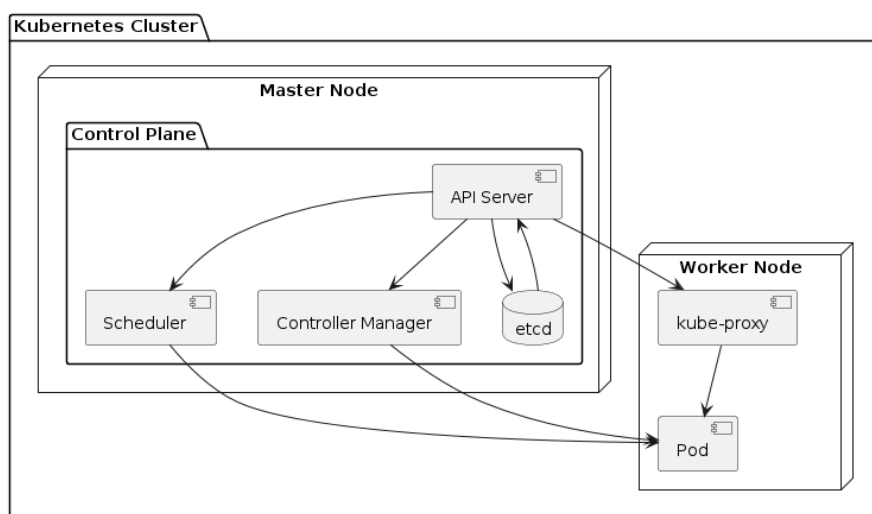 Kubernetes Cluster
Master Node
Control Plane
API Server
Worker Node
Scheduler
Controller Manager
etcd
kube-proxy
Pod